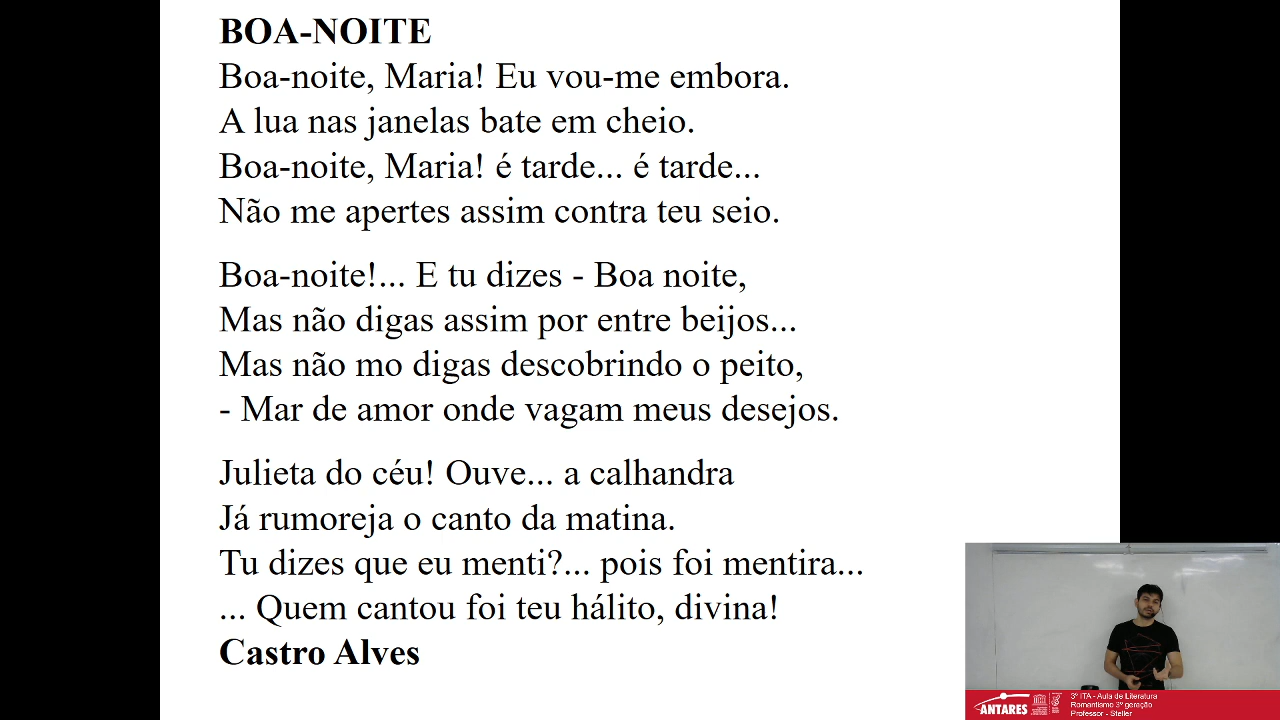 BOA-NOITE
Boa-noite, Maria! Eu vou-me embora.
A lua nas janelas bate em cheio.
Boa-noite, Maria! é tarde... é tarde...
Não me apertes assim contra teu seio.
Boa-noite!... E tu dizes - Boa noite,
Mas não digas assim por entre beijos...
Mas não mo digas descobrindo o peito,
- Mar de amor onde vagam meus desejos.
Julieta do céu! Ouve... a calhandra
Já rumoreja o canto da matina.
Tu dizes que eu menti?... pois foi mentira...
... Quem cantou foi teu hálito, divina!
Castro Alves
ANTARES
3º ITA - Aula de Literatura
Romantismo 3º geração
Professor - Steller